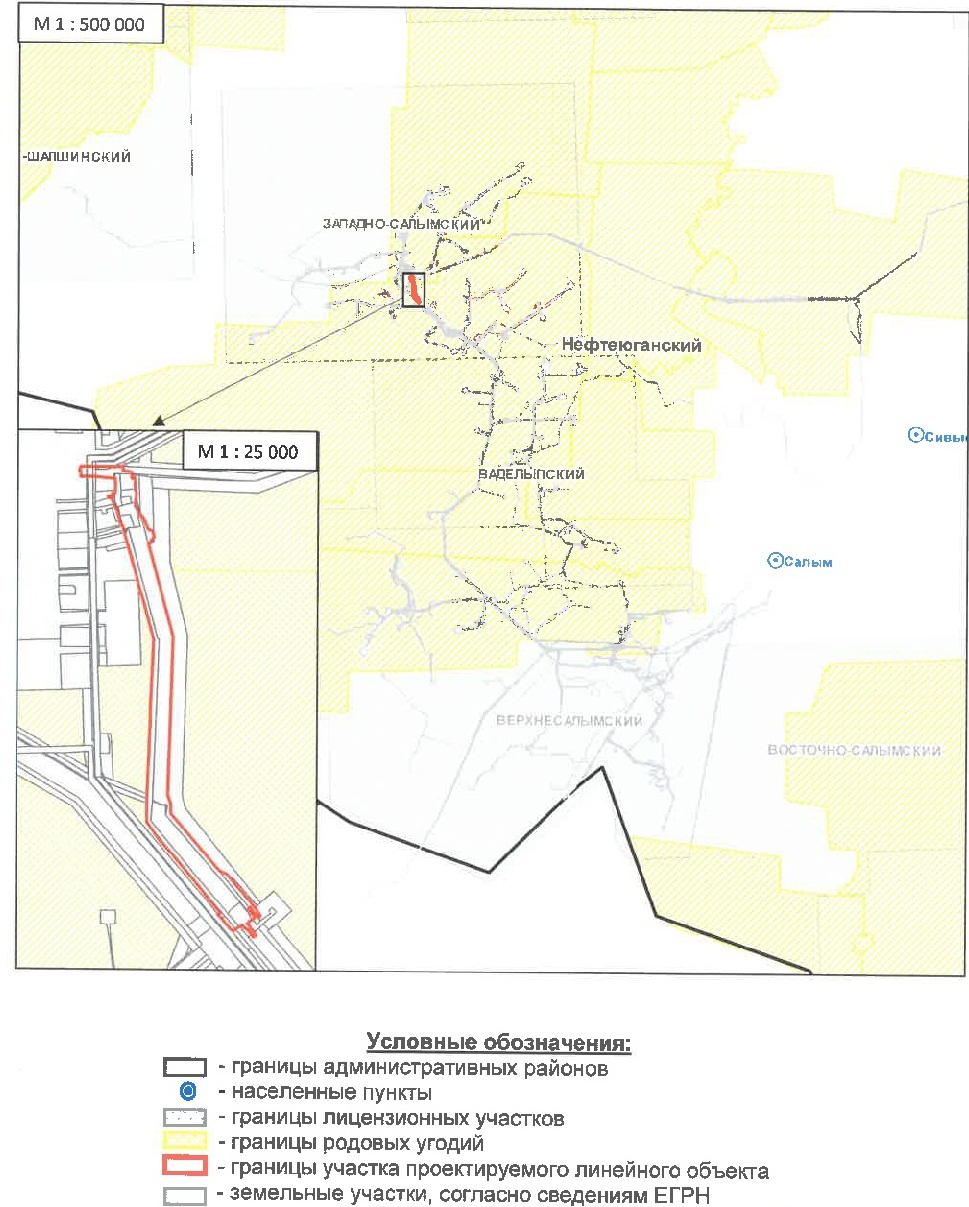 М 1 : 500 000
-ШАПШИНСКИЙ
ЗАПАДНО-САЛЫМСКИЙ
Нефтеюганский
Сивыс
М 1 : 25 000
ВАДЕЛЫПСКИЙ
Салым
ВЕРХНЕСАЛЫМСКИЙ
ВОСТОЧНО-САЛЫМСКИЙ
Условные обозначения:
- границы административных районов
- населенные пункты
- границы лицензионных участков
- границы родовых угодий
- границы участка проектируемого линейного объекта
- земельные участки, согласно сведениям ЕГРН